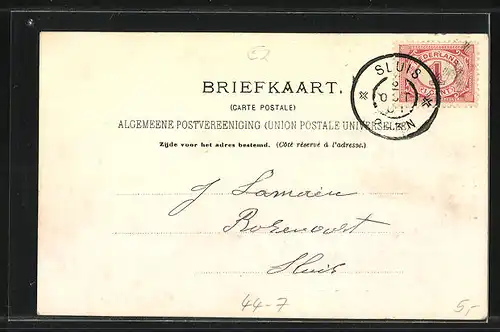 C2
NEDERLAND
SLUIS
BRIEFKAART.
(CARTE POSTALE)
ALGEMEENE POSTVEREENIGING (UNION POSTALE UNIVERSELLE)
Zijde voor het adres bestemd. (Côté réservé à l'adresse.)
J Lamain
Sluis
44-7
5,-